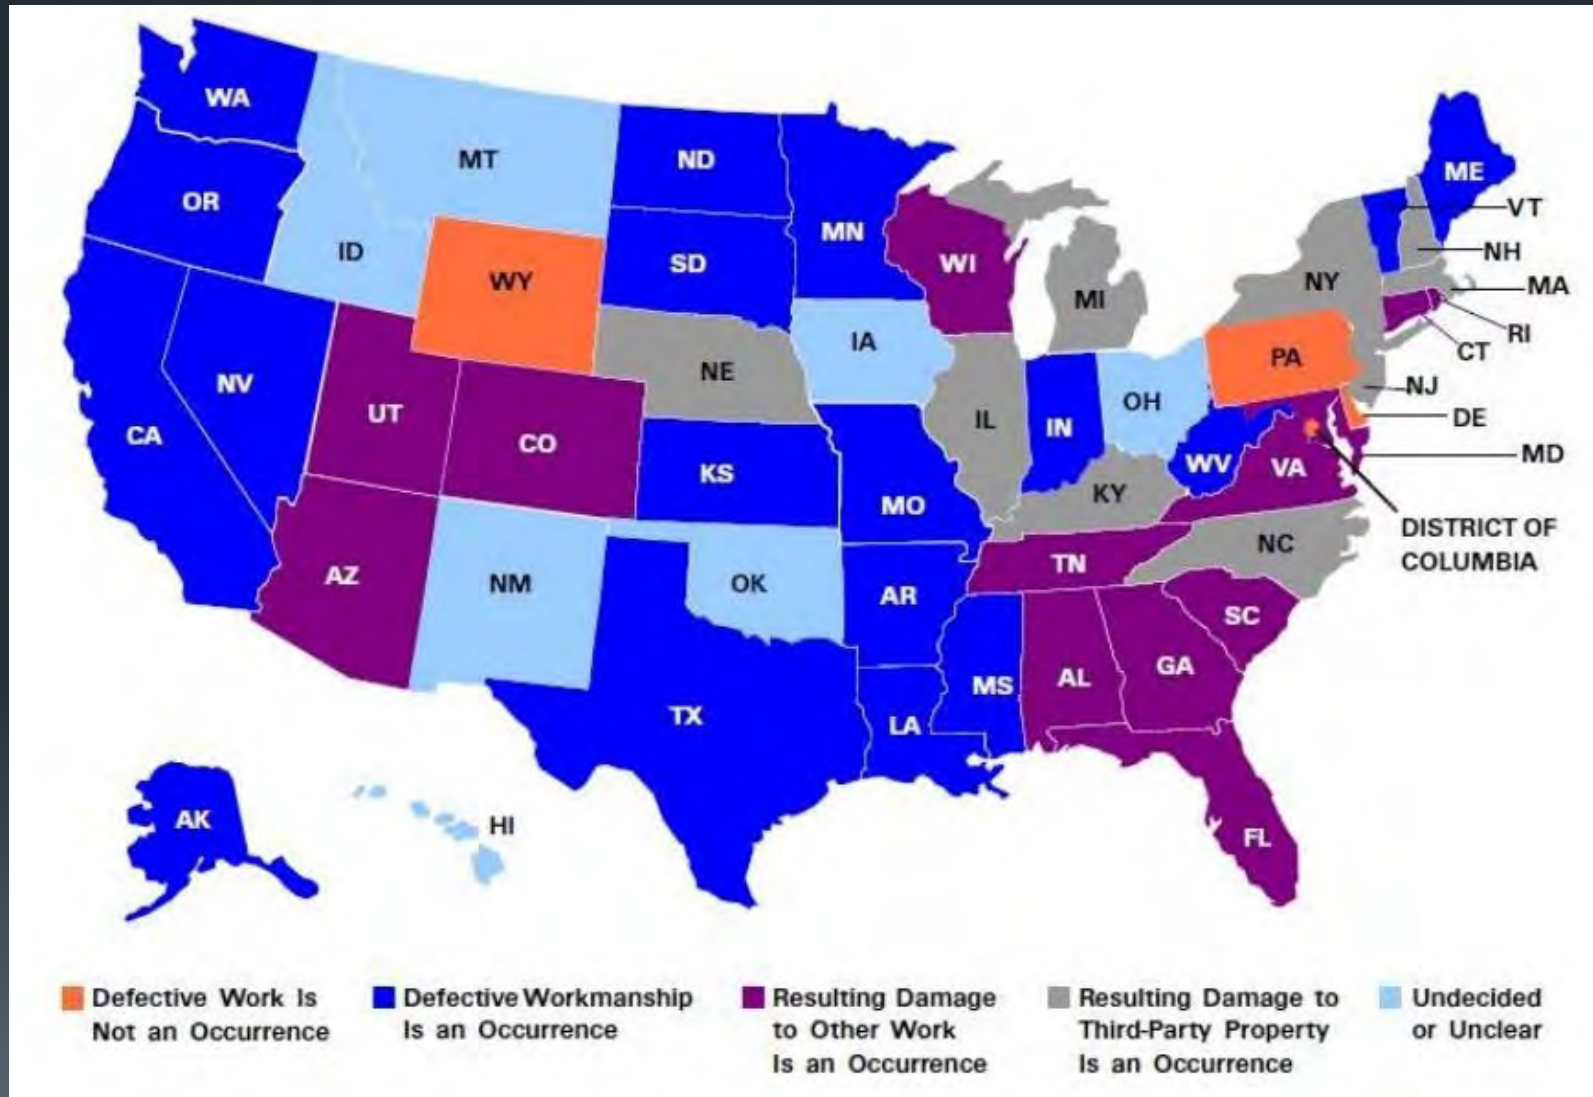 WA
MT
ND
ME
OR
VT
MN
ID
SD
WI
NH
WY
NY
MA
MI
RI
IA
CT
PA
NE
NV
NJ
UT
OH
DE
CA
CO
IL
IN
MD
KS
WV
VA
KY
MO
DISTRICT OF
COLUMBIA
NC
TN
AZ
NM
OK
AR
SC
GA
AL
MS
TX
LA
AK
HI
FL
Defective Work Is
Not an Occurrence
Defective Workmanship
Is an Occurrence
Resulting Damage
to Other Work
Is an Occurrence
Resulting Damage to
Third-Party Property
Is an Occurrence
Undecided
or Unclear